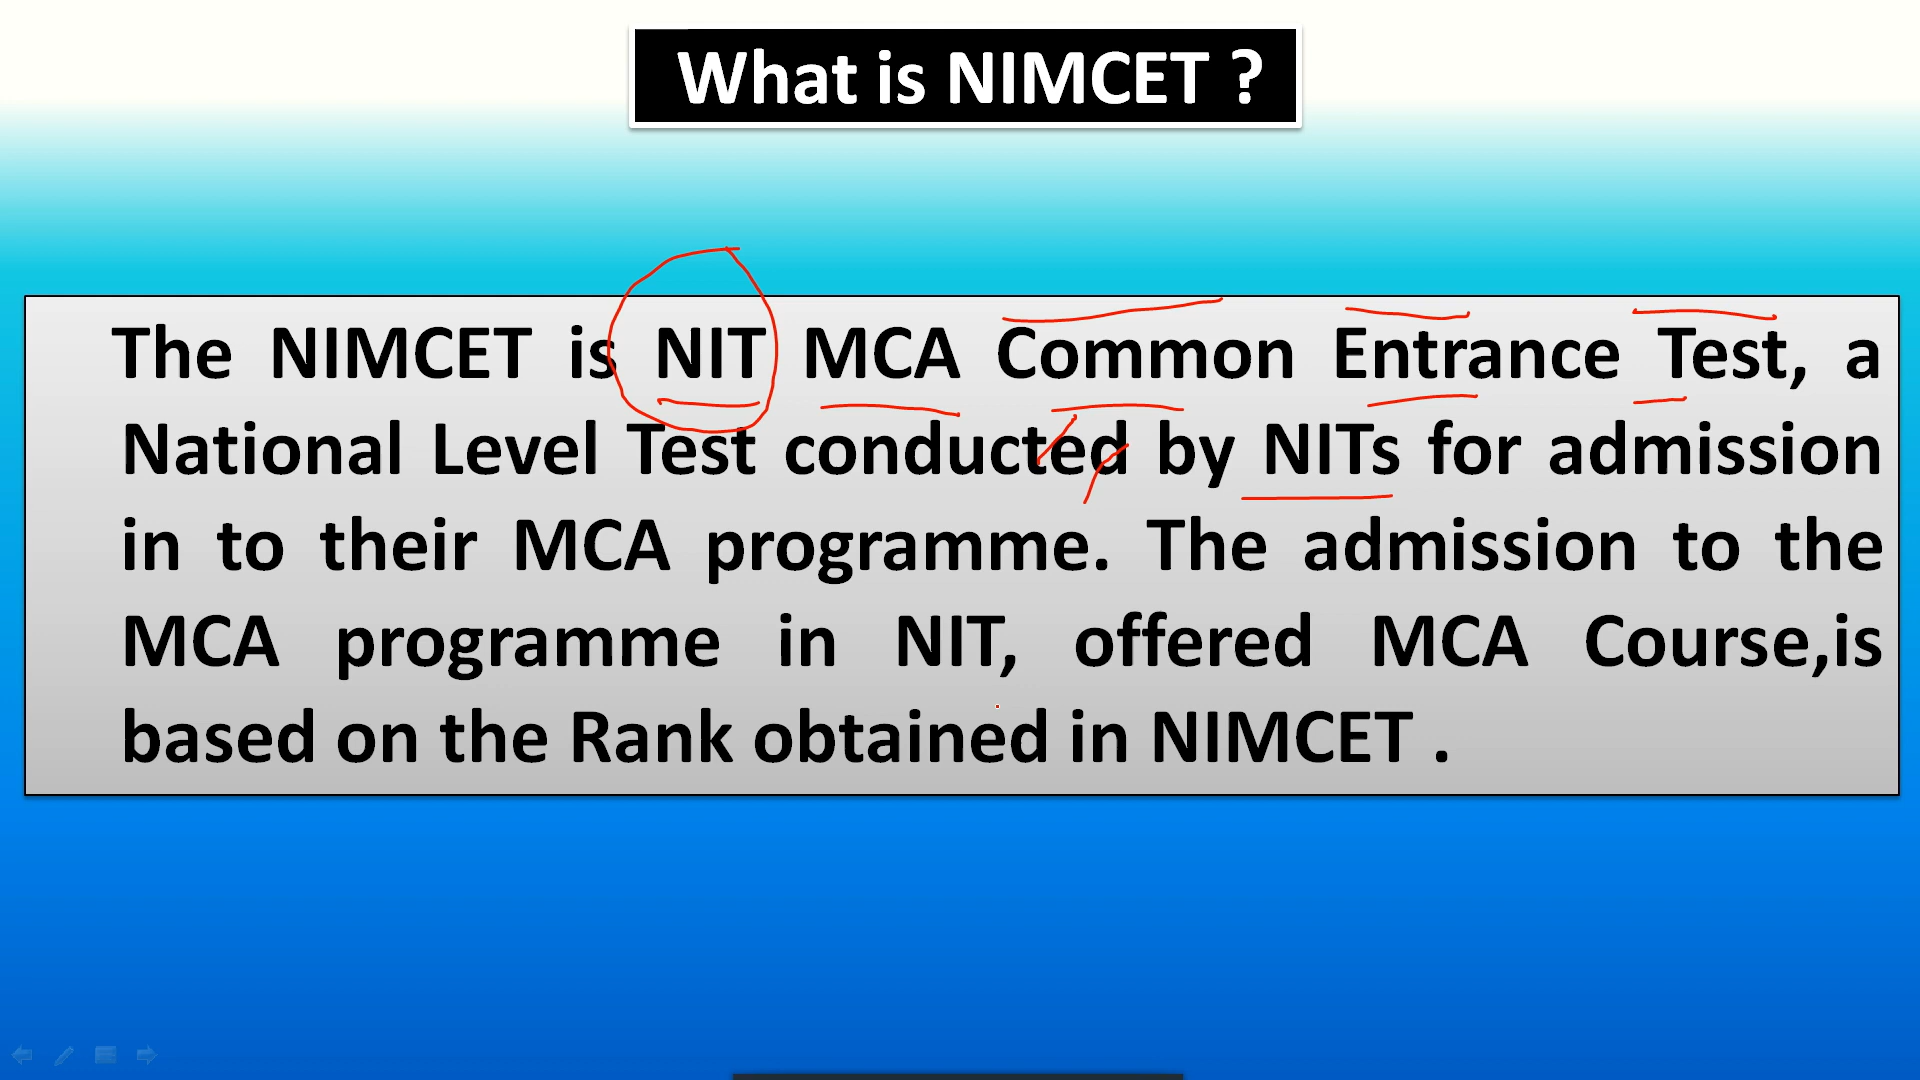 What is NIMCET ?
The NIMCET is NIT MCA Common Entrance Test, a
National Level Test conducted by NITs for admission
in to their MCA programme. The admission to the
MCA programme in NIT, offered MCA Course,is
based on the Rank obtained in NIMCET .